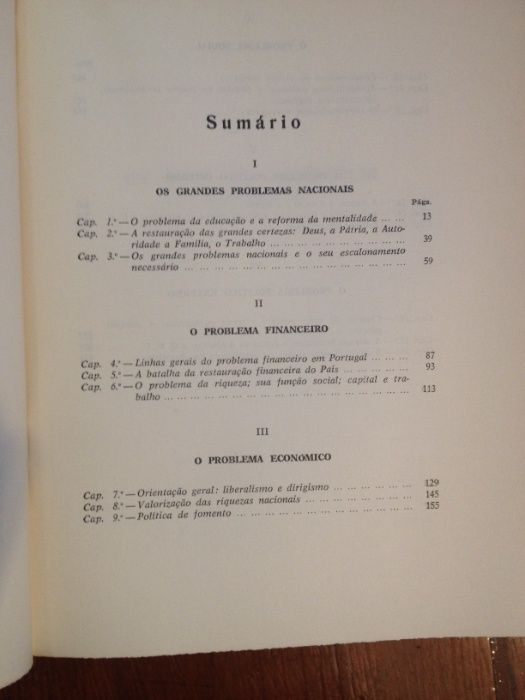 Sumário
I
OS GRANDES PROBLEMAS NACIONAIS
Págs.
Cap. 1.º — O problema da educação e a reforma da mentalidade ... ... 13
Cap. 2.º — A restauração das grandes certezas: Deus, a Pátria, a Auto-
ridade a Família, o Trabalho ... ... ... ... ... ... ... ... ... ... 39
Cap. 3.º — Os grandes problemas nacionais e o seu escalonamento
necessário ... ... ... ... ... ... ... ... ... ... ... ... ... ... ... 59
II
O PROBLEMA FINANCEIRO
Cap. 4.º — Linhas gerais do problema financeiro em Portugal ... ... ... 87
Cap. 5.º — A batalha da restauração financeira do País ... ... ... ... ... 93
Cap. 6.º — O problema da riqueza; sua função social; capital e tra-
balho ... ... ... ... ... ... ... ... ... ... ... ... ... ... ... ... ... 113
III
O PROBLEMA ECONÓMICO
Cap. 7.º — Orientação geral: liberalismo e dirigismo ... ... ... ... ... ... 129
Cap. 8.º — Valorização das riquezas nacionais ... ... ... ... ... ... ... ... 145
Cap. 9.º — Política de fomento ... ... ... ... ... ... ... ... ... ... ... ... 155